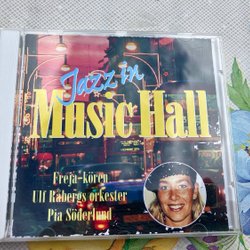 Jazz in
Music Hall
Freja-kören
Ulf Råbergs orkester
Pia Söderlund